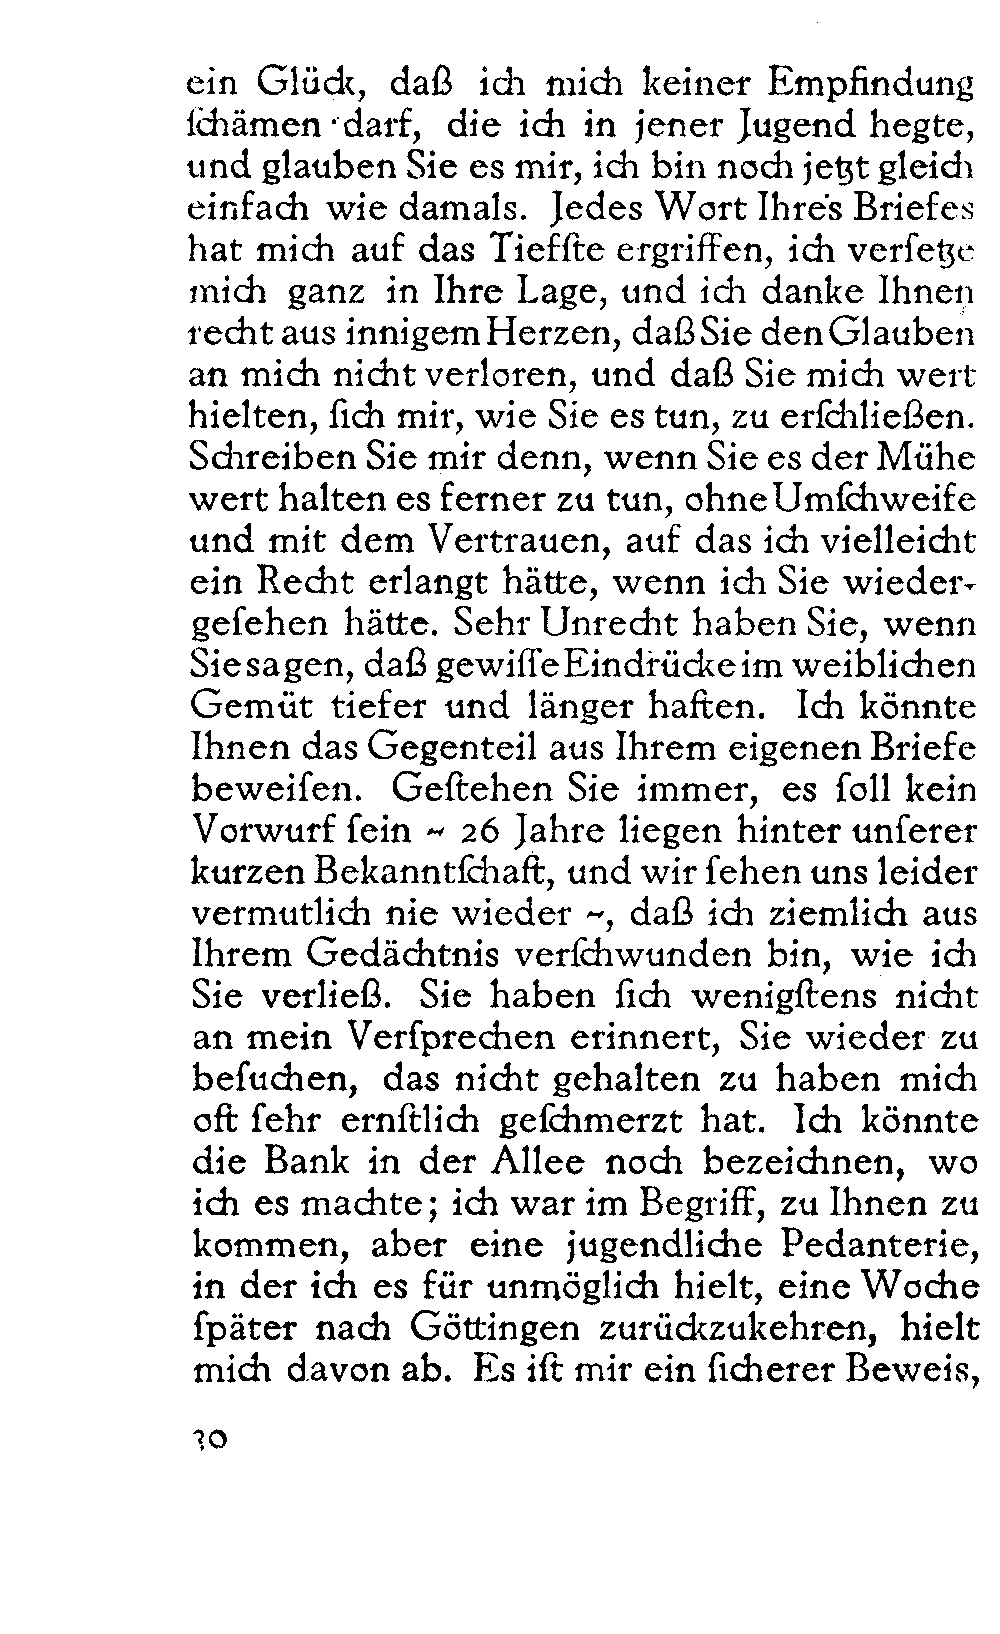 ein Glück, daß ich mich keiner Empfindung
ſchämen darf, die ich in jener Jugend hegte,
und glauben Sie es mir, ich bin noch jetzt gleich
einfach wie damals. Jedes Wort Ihres Briefes
hat mich auf das Tiefſte ergriffen, ich verſetze
mich ganz in Ihre Lage, und ich danke Ihnen
recht aus innigem Herzen, daß Sie den Glauben
an mich nicht verloren, und daß Sie mich wert
hielten, ſich mir, wie Sie es tun, zu erſchließen.
Schreiben Sie mir denn, wenn Sie es der Mühe
wert halten es ferner zu tun, ohne Umſchweife
und mit dem Vertrauen, auf das ich vielleicht
ein Recht erlangt hätte, wenn ich Sie wieder-
geſehen hätte. Sehr Unrecht haben Sie, wenn
Sie sagen, daß gewiſſe Eindrücke im weiblichen
Gemüt tiefer und länger haften. Ich könnte
Ihnen das Gegenteil aus Ihrem eigenen Briefe
beweiſen. Geſtehen Sie immer, es ſoll kein
Vorwurf ſein ~ 26 Jahre liegen hinter unſerer
kurzen Bekanntſchaft, und wir ſehen uns leider
vermutlich nie wieder ~, daß ich ziemlich aus
Ihrem Gedächtnis verſchwunden bin, wie ich
Sie verließ. Sie haben ſich wenigſtens nicht
an mein Verſprechen erinnert, Sie wieder zu
beſuchen, das nicht gehalten zu haben mich
oft ſehr ernſtlich geſchmerzt hat. Ich könnte
die Bank in der Allee noch bezeichnen, wo
ich es machte; ich war im Begriff, zu Ihnen zu
kommen, aber eine jugendliche Pedanterie,
in der ich es für unmöglich hielt, eine Woche
ſpäter nach Göttingen zurückzukehren, hielt
mich davon ab. Es iſt mir ein ſicherer Beweis,
30